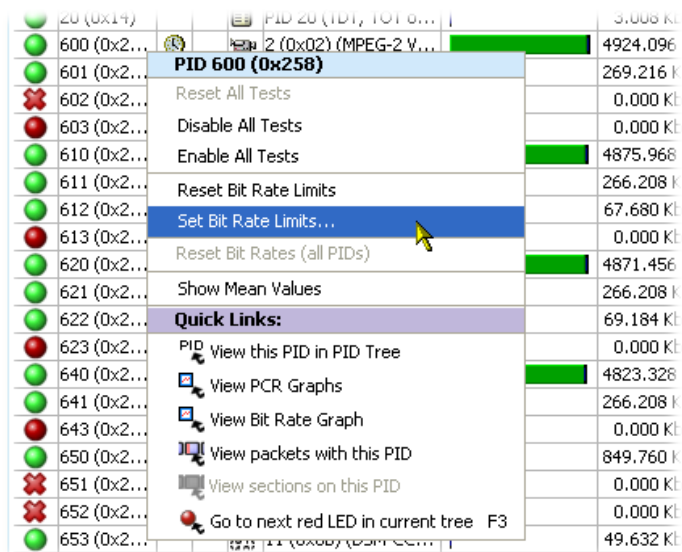 20 (0x14) PID 20 (TDT, TOT o... 3.008 Kb
600 (0x2... 2 (0x02) (MPEG-2 V... 4924.096
601 (0x2... 269.216 K
602 (0x2... 0.000 Kb
603 (0x2... 0.000 Kb
610 (0x2... 4875.968
611 (0x2... 266.208 K
612 (0x2... 67.680 Kb
613 (0x2... 0.000 Kb
620 (0x2... 4871.456
621 (0x2... 266.208 K
622 (0x2... 69.184 Kb
623 (0x2... 0.000 Kb
640 (0x2... 4823.328
641 (0x2... 266.208 K
643 (0x2... 0.000 Kb
650 (0x2... 849.760 K
651 (0x2... 0.000 Kb
652 (0x2... 0.000 Kb
653 (0x2... 11 (0x0B) (DSM-CC... 49.632 Kb
PID 600 (0x258)
Reset All Tests
Disable All Tests
Enable All Tests
Reset Bit Rate Limits
Set Bit Rate Limits...
Reset Bit Rates (all PIDs)
Show Mean Values
Quick Links:
PID View this PID in PID Tree
View PCR Graphs
View Bit Rate Graph
View packets with this PID
View sections on this PID
Go to next red LED in current tree F3